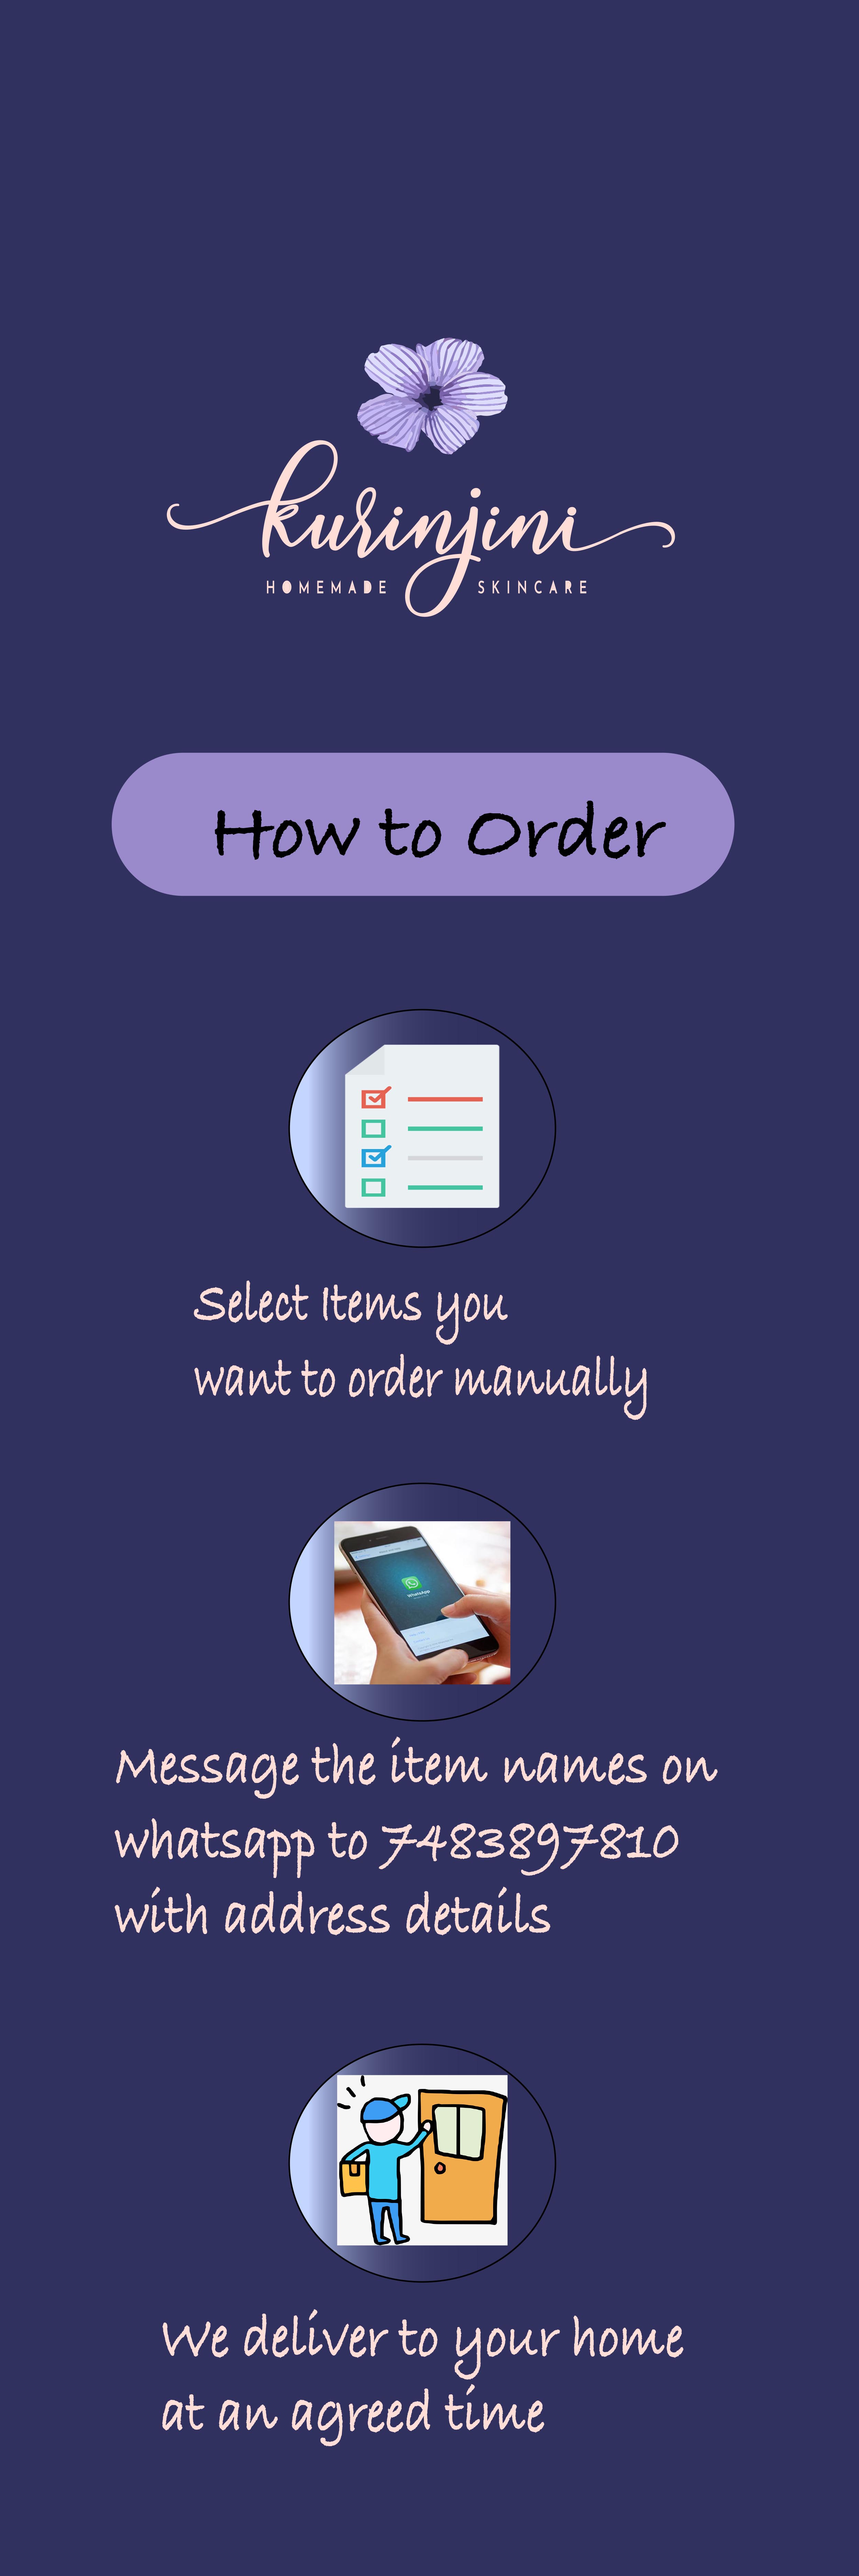 kurinjini
HOMEMADE SKINCARE
How to Order
Select Items you
want to order manually
WhatsApp
Message the item names on
whatsapp to 7483897810
with address details
We deliver to your home
at an agreed time